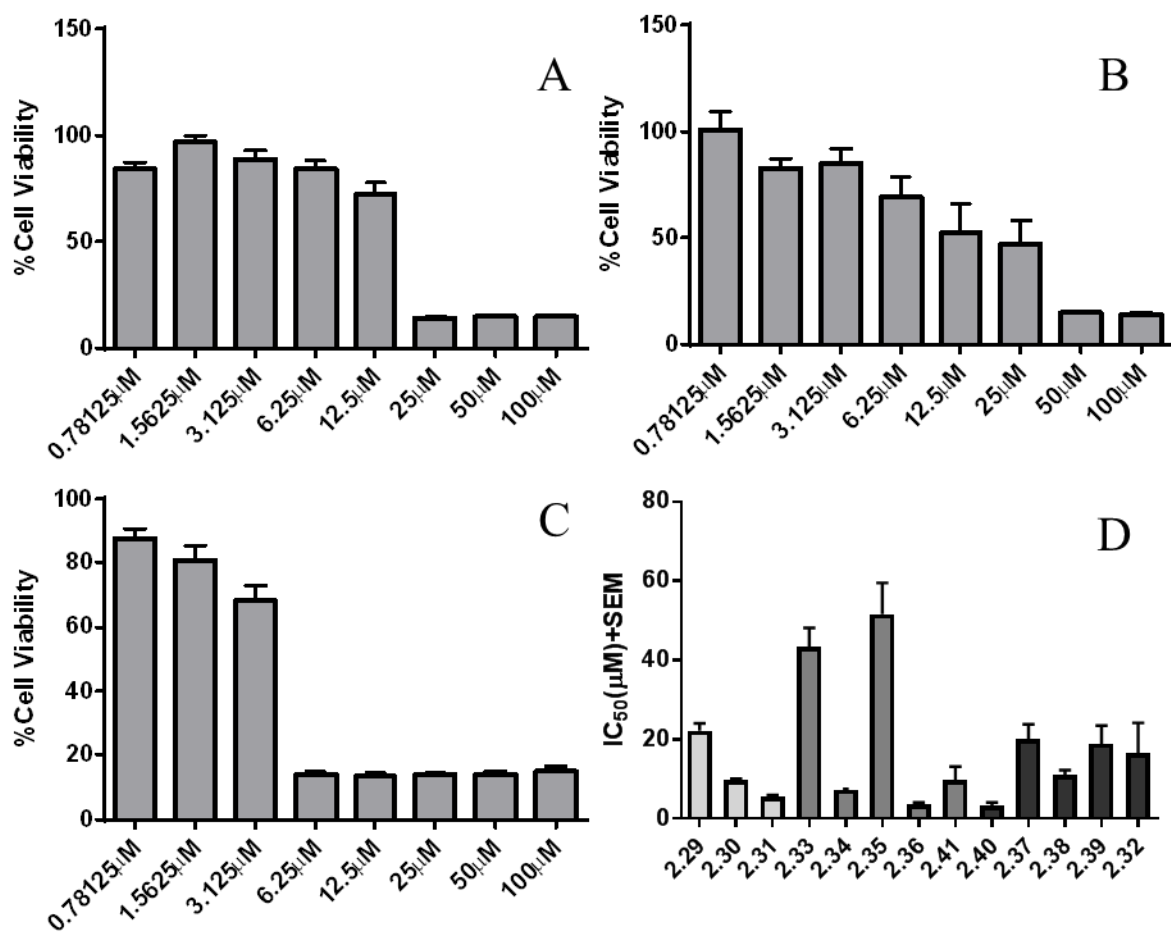 A
%Cell Viability
150
100
50
0
0.78125µM
1.5625µM
3.125µM
6.25µM
12.5µM
25µM
50µM
100µM
B
%Cell Viability
150
100
50
0
0.78125µM
1.5625µM
3.125µM
6.25µM
12.5µM
25µM
50µM
100µM
C
%Cell Viability
100
80
60
40
20
0
0.78125µM
1.5625µM
3.125µM
6.25µM
12.5µM
25µM
50µM
100µM
D
IC₅₀(µM)+SEM
80
60
40
20
0
2.29
2.30
2.31
2.33
2.34
2.35
2.36
2.41
2.40
2.37
2.38
2.39
2.32